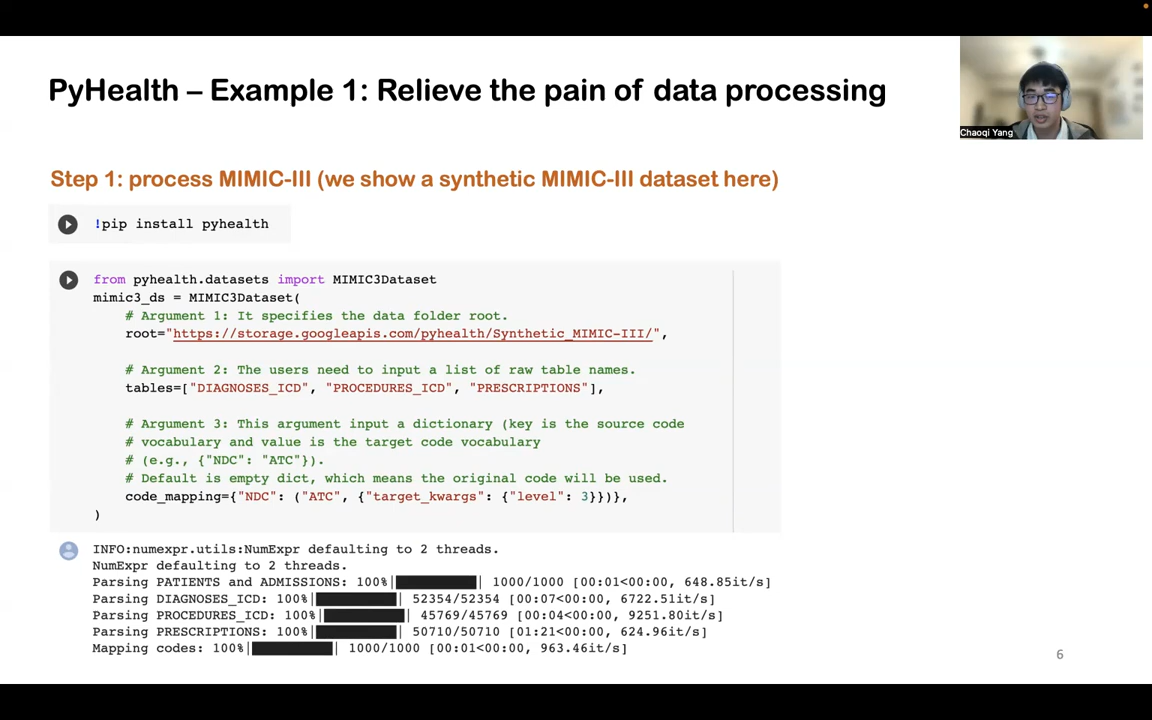 PyHealth – Example 1: Relieve the pain of data processing
Chaoqi Yang
Step 1: process MIMIC-III (we show a synthetic MIMIC-III dataset here)
!pip install pyhealth
from pyhealth.datasets import MIMIC3Dataset
mimic3_ds = MIMIC3Dataset(
# Argument 1: It specifies the data folder root.
root="https://storage.googleapis.com/pyhealth/Synthetic_MIMIC-III/",
# Argument 2: The users need to input a list of raw table names.
tables=["DIAGNOSES_ICD", "PROCEDURES_ICD", "PRESCRIPTIONS"],
# Argument 3: This argument input a dictionary (key is the source code
# vocabulary and value is the target code vocabulary
# (e.g., {"NDC": "ATC"}).
# Default is empty dict, which means the original code will be used.
code_mapping={"NDC": ("ATC", {"target_kwargs": {"level": 3}})},
)
INFO:numexpr.utils:NumExpr defaulting to 2 threads.
NumExpr defaulting to 2 threads.
Parsing PATIENTS and ADMISSIONS: 100%|██████████| 1000/1000 [00:01<00:00, 648.85it/s]
Parsing DIAGNOSES_ICD: 100%|██████████| 52354/52354 [00:07<00:00, 6722.51it/s]
Parsing PROCEDURES_ICD: 100%|██████████| 45769/45769 [00:04<00:00, 9251.80it/s]
Parsing PRESCRIPTIONS: 100%|██████████| 50710/50710 [01:21<00:00, 624.96it/s]
Mapping codes: 100%|██████████| 1000/1000 [00:01<00:00, 963.46it/s]
6